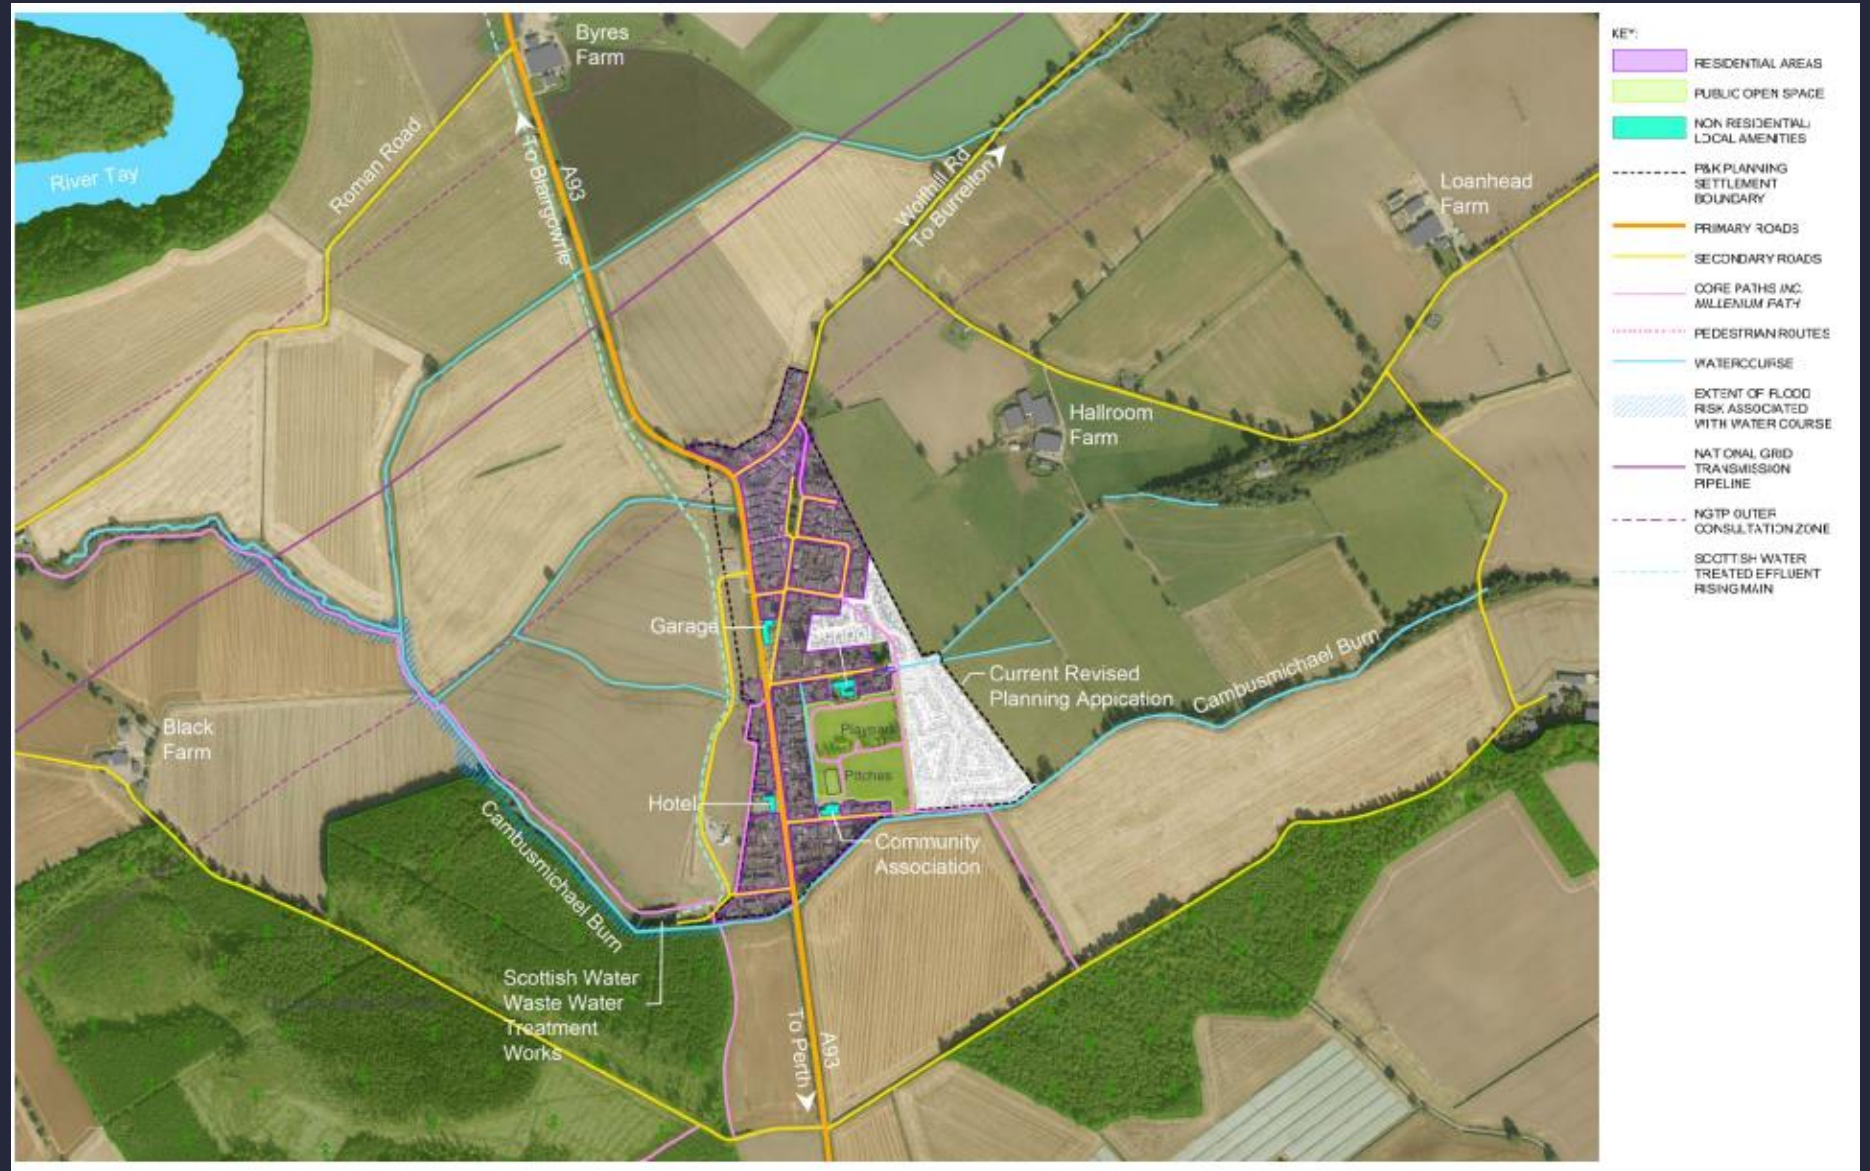 Byres
Farm
River Tay
Roman Road
A93
To Blairgowrie
Wolfhill Rd
To Burrelton
Loanhead
Farm
Hallroom
Farm
Garage
Current Revised
Planning Appication
Cambusmichael Burn
Black
Farm
Playpark
Pitches
Hotel
Community
Association
Cambusmichael Burn
Scottish Water
Waste Water
Treatment
Works
To Perth
A93
KEY:
RESIDENTIAL AREAS
PUBLIC OPEN SPACE
NON RESIDENTIAL/
LOCAL AMENITIES
P&K PLANNING
SETTLEMENT
BOUNDARY
PRIMARY ROADS
SECONDARY ROADS
CORE PATHS INC.
MILLENIUM PATH
PEDESTRIAN ROUTES
WATERCOURSE
EXTENT OF FLOOD
RISK ASSOCIATED
WITH WATER COURSE
NATIONAL GRID
TRANSMISSION
PIPELINE
NGTP OUTER
CONSULTATION ZONE
SCOTTISH WATER
TREATED EFFLUENT
RISING MAIN